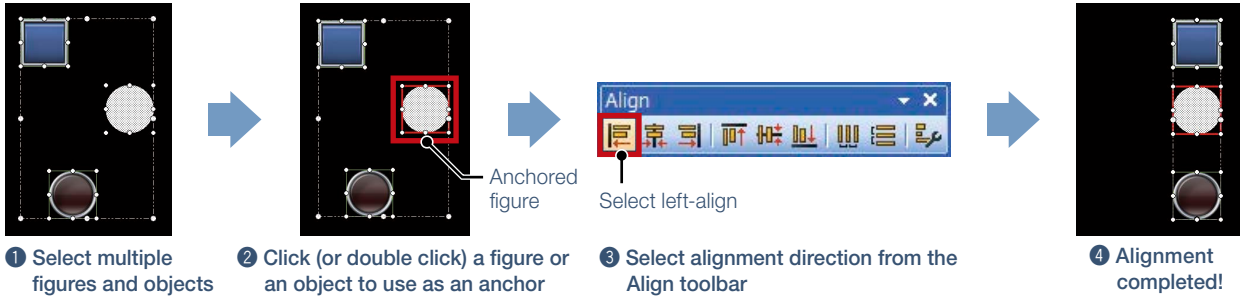 Align
Anchored
figure
Select left-align
❶ Select multiple
figures and objects
❷ Click (or double click) a figure or
an object to use as an anchor
❸ Select alignment direction from the
Align toolbar
❹ Alignment
completed!